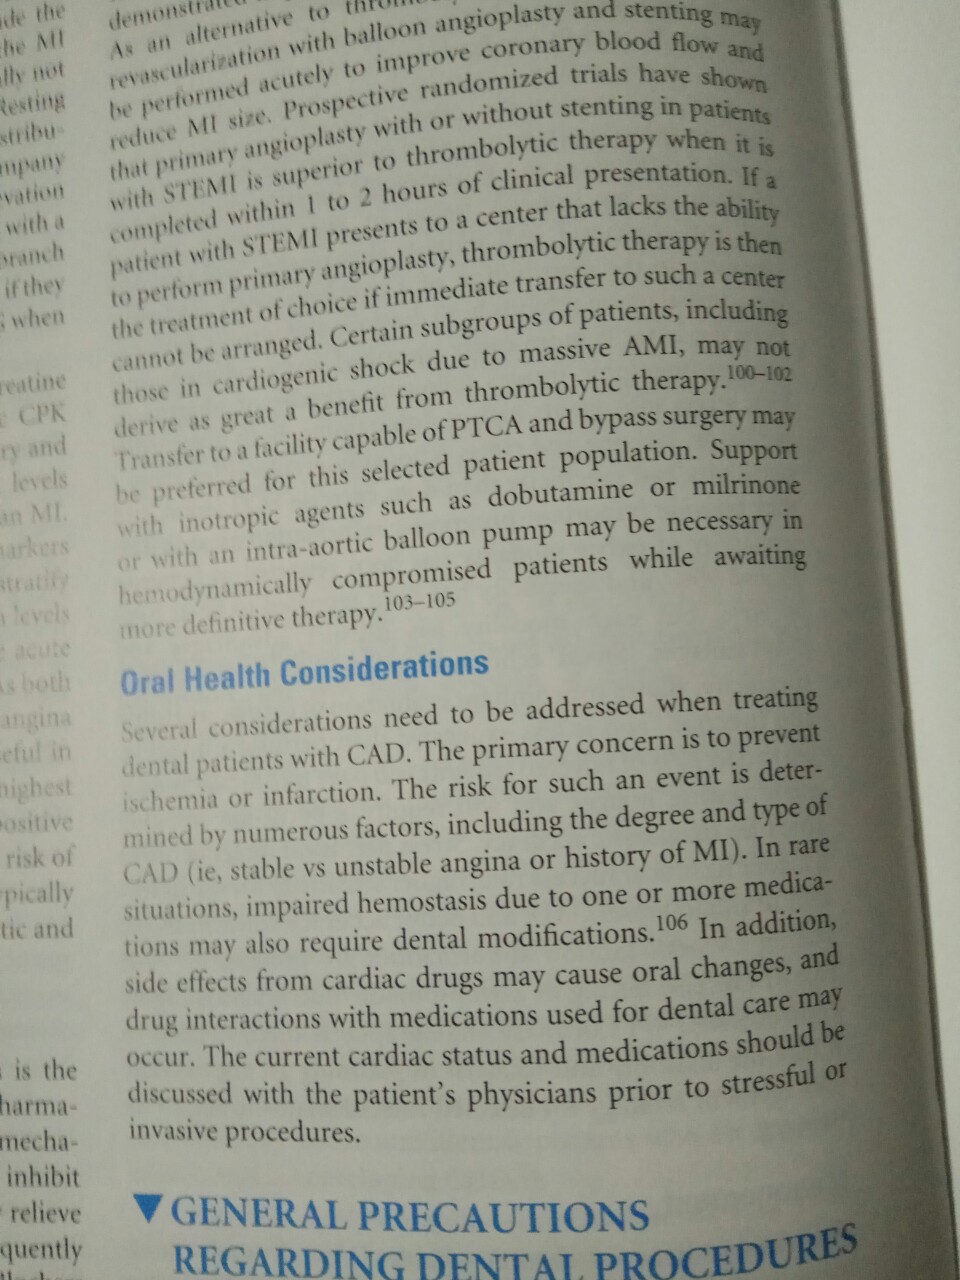 ide the
the MI
ally not
Resting
stribu-
mpany
evation
with a
branch
if they
s when
reatine
CPK
ry and
levels
an MI.
markers
stratify
levels
acute
As both
angina
eful in
highest
positive
risk of
ypically
tic and
is the
harma-
mecha-
inhibit
relieve
quently
As an alternative to
revascularization with balloon angioplasty and stenting may
be performed acutely to improve coronary blood flow and
reduce MI size. Prospective randomized trials have shown
that primary angioplasty with or without stenting in patients
with STEMI is superior to thrombolytic therapy when it is
completed within 1 to 2 hours of clinical presentation. If a
patient with STEMI presents to a center that lacks the ability
to perform primary angioplasty, thrombolytic therapy is then
the treatment of choice if immediate transfer to such a center
cannot be arranged. Certain subgroups of patients, including
those in cardiogenic shock due to massive AMI, may not
derive as great a benefit from thrombolytic therapy.100–102
Transfer to a facility capable of PTCA and bypass surgery may
be preferred for this selected patient population. Support
with inotropic agents such as dobutamine or milrinone
or with an intra-aortic balloon pump may be necessary in
hemodynamically compromised patients while awaiting
more definitive therapy.103–105
Oral Health Considerations
Several considerations need to be addressed when treating
dental patients with CAD. The primary concern is to prevent
ischemia or infarction. The risk for such an event is deter-
mined by numerous factors, including the degree and type of
CAD (ie, stable vs unstable angina or history of MI). In rare
situations, impaired hemostasis due to one or more medica-
tions may also require dental modifications.106 In addition,
side effects from cardiac drugs may cause oral changes, and
drug interactions with medications used for dental care may
occur. The current cardiac status and medications should be
discussed with the patient's physicians prior to stressful or
invasive procedures.
▼ GENERAL PRECAUTIONS
REGARDING DENTAL PROCEDURES